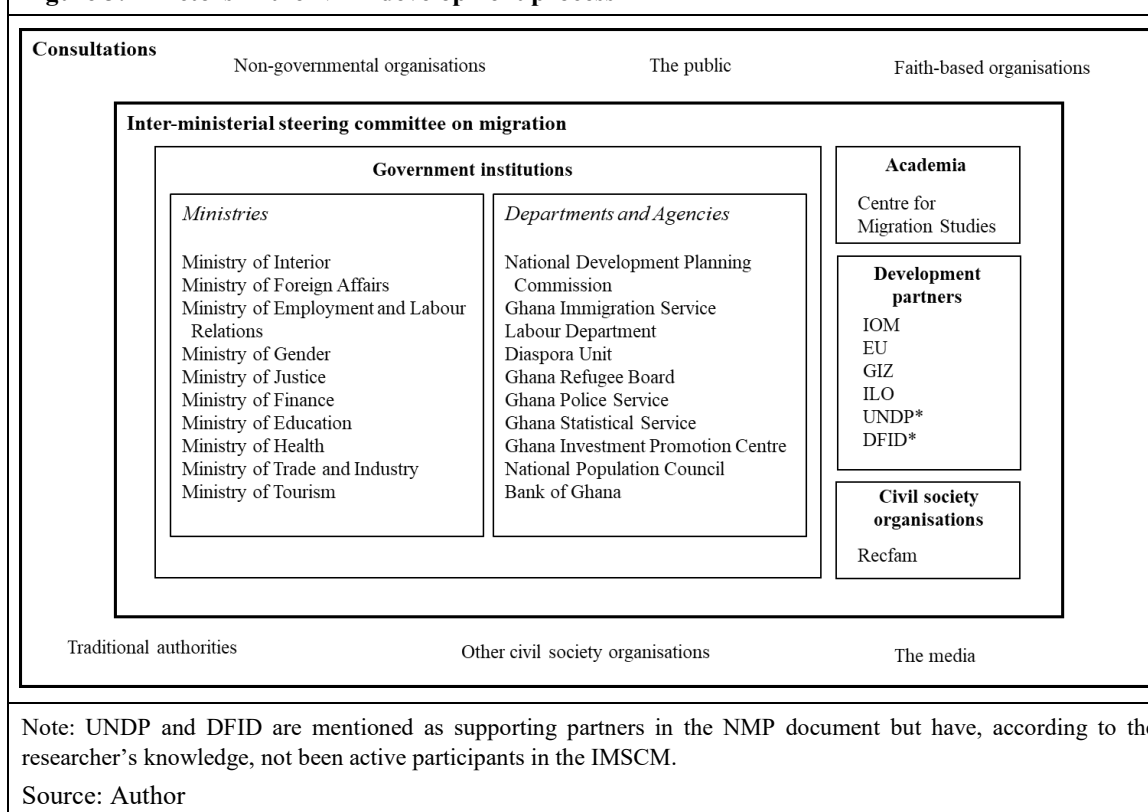 Consultations
Non-governmental organisations
The public
Faith-based organisations
Inter-ministerial steering committee on migration
Government institutions
Ministries
Ministry of Interior
Ministry of Foreign Affairs
Ministry of Employment and Labour
Relations
Ministry of Gender
Ministry of Justice
Ministry of Finance
Ministry of Education
Ministry of Health
Ministry of Trade and Industry
Ministry of Tourism
Departments and Agencies
National Development Planning
Commission
Ghana Immigration Service
Labour Department
Diaspora Unit
Ghana Refugee Board
Ghana Police Service
Ghana Statistical Service
Ghana Investment Promotion Centre
National Population Council
Bank of Ghana
Academia
Centre for
Migration Studies
Development
partners
IOM
EU
GIZ
ILO
UNDP*
DFID*
Civil society
organisations
Recfam
Traditional authorities
Other civil society organisations
The media
Note: UNDP and DFID are mentioned as supporting partners in the NMP document but have, according to
researcher's knowledge, not been active participants in the IMSCM.
Source: Author